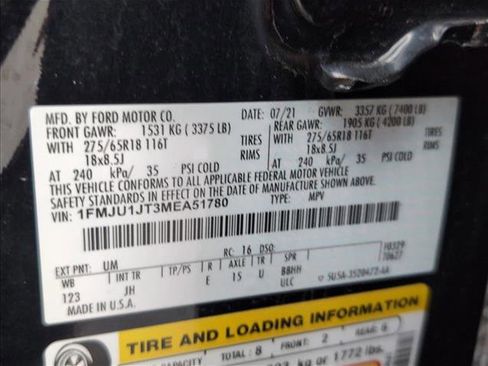 MFD. BY FORD MOTOR CO. 07/21 GVWR: 3357 KG (7400 LB)
FRONT GAWR: 1531 KG (3375 LB) REAR GAWR: 1905 KG (4200 LB)
WITH 275/65R18 116T TIRES WITH 275/65R18 116T TIRES
18x8.5J RIMS 18x8.5J RIMS
AT 240 kPa/ 35 PSI COLD AT 240 kPa/ 35 PSI COLD
THIS VEHICLE CONFORMS TO ALL APPLICABLE FEDERAL MOTOR VEHICLE
SAFETY STANDARDS IN EFFECT ON THE DATE OF MANUFACTURE SHOWN ABOVE.
VIN: 1FMJU1JT3MEA51780 TYPE: MPV
EXT PNT: UM RC: 16 DSO:
WB INT TR TP/PS R AXLE TR SPR
123 JH E 15 U BBHH
MADE IN U.S.A. ULC
TIRE AND LOADING INFORMATION
CAPACITY TOTAL: 8 FRONT: 2 REAR: 6
kg or 1772 lbs.